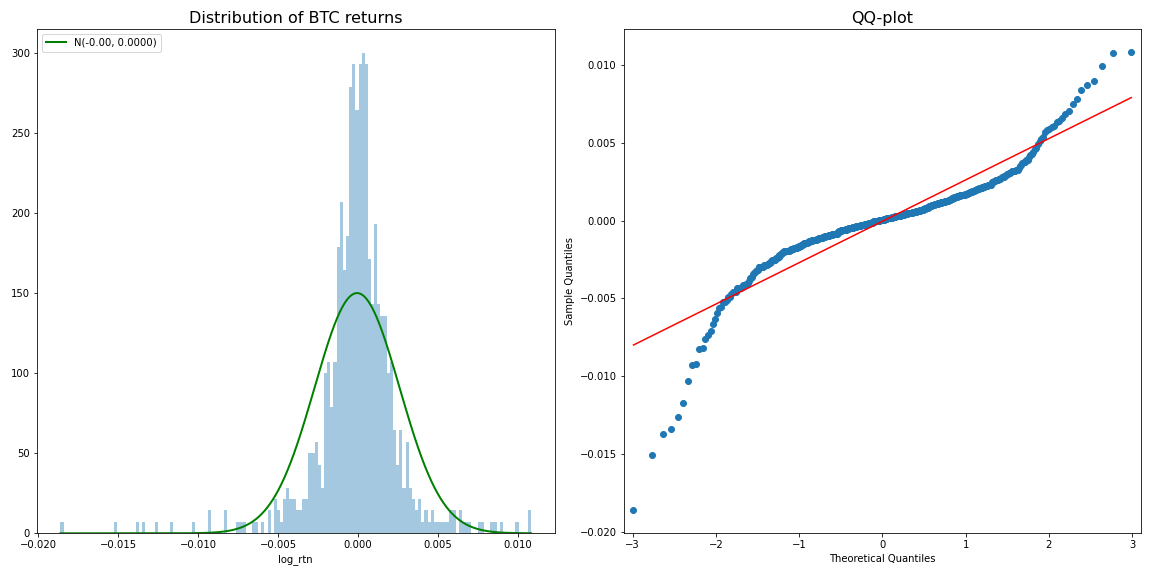 Distribution of BTC returns
N(-0.00, 0.0000)
300
250
200
150
100
50
0
−0.020 −0.015 −0.010 −0.005 0.000 0.005 0.010
log_rtn
QQ-plot
0.010
0.005
0.000
−0.005
−0.010
−0.015
−0.020
Sample Quantiles
−3 −2 −1 0 1 2 3
Theoretical Quantiles